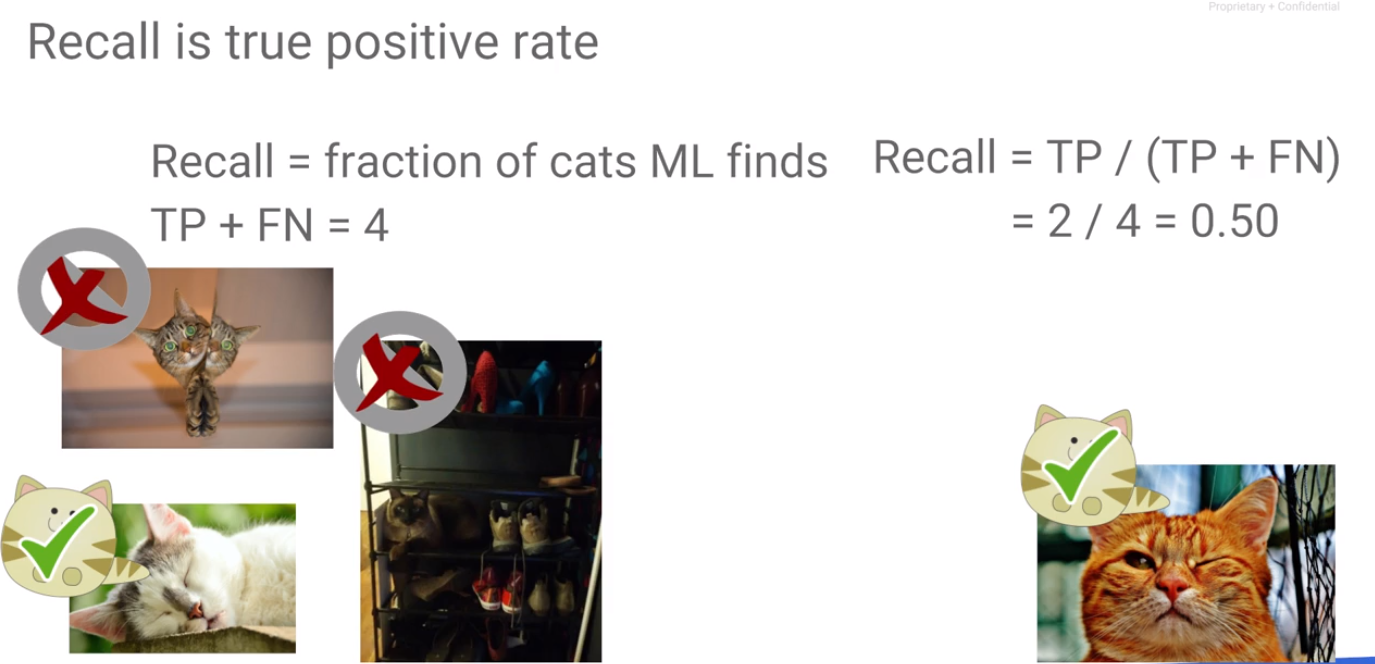 Proprietary + Confidential
Recall is true positive rate
Recall = fraction of cats ML finds
TP + FN = 4
Recall = TP / (TP + FN)
= 2 / 4 = 0.50